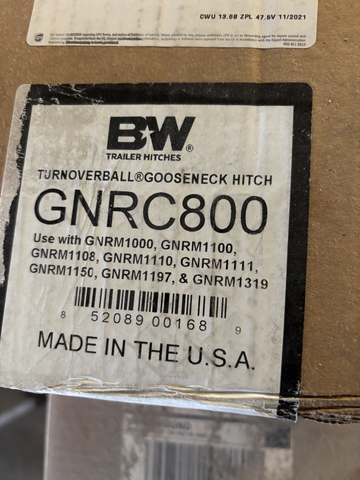 CWU 13.6B ZPL 47.5V 11/2021
B★W®
TRAILER HITCHES
TURNOVERBALL®GOOSENECK HITCH
GNRC800
Use with GNRM1000, GNRM1100,
GNRM1108, GNRM1110, GNRM1111,
GNRM1150, GNRM1197, & GNRM1319
8 52089 00168 9
MADE IN THE U.S.A.